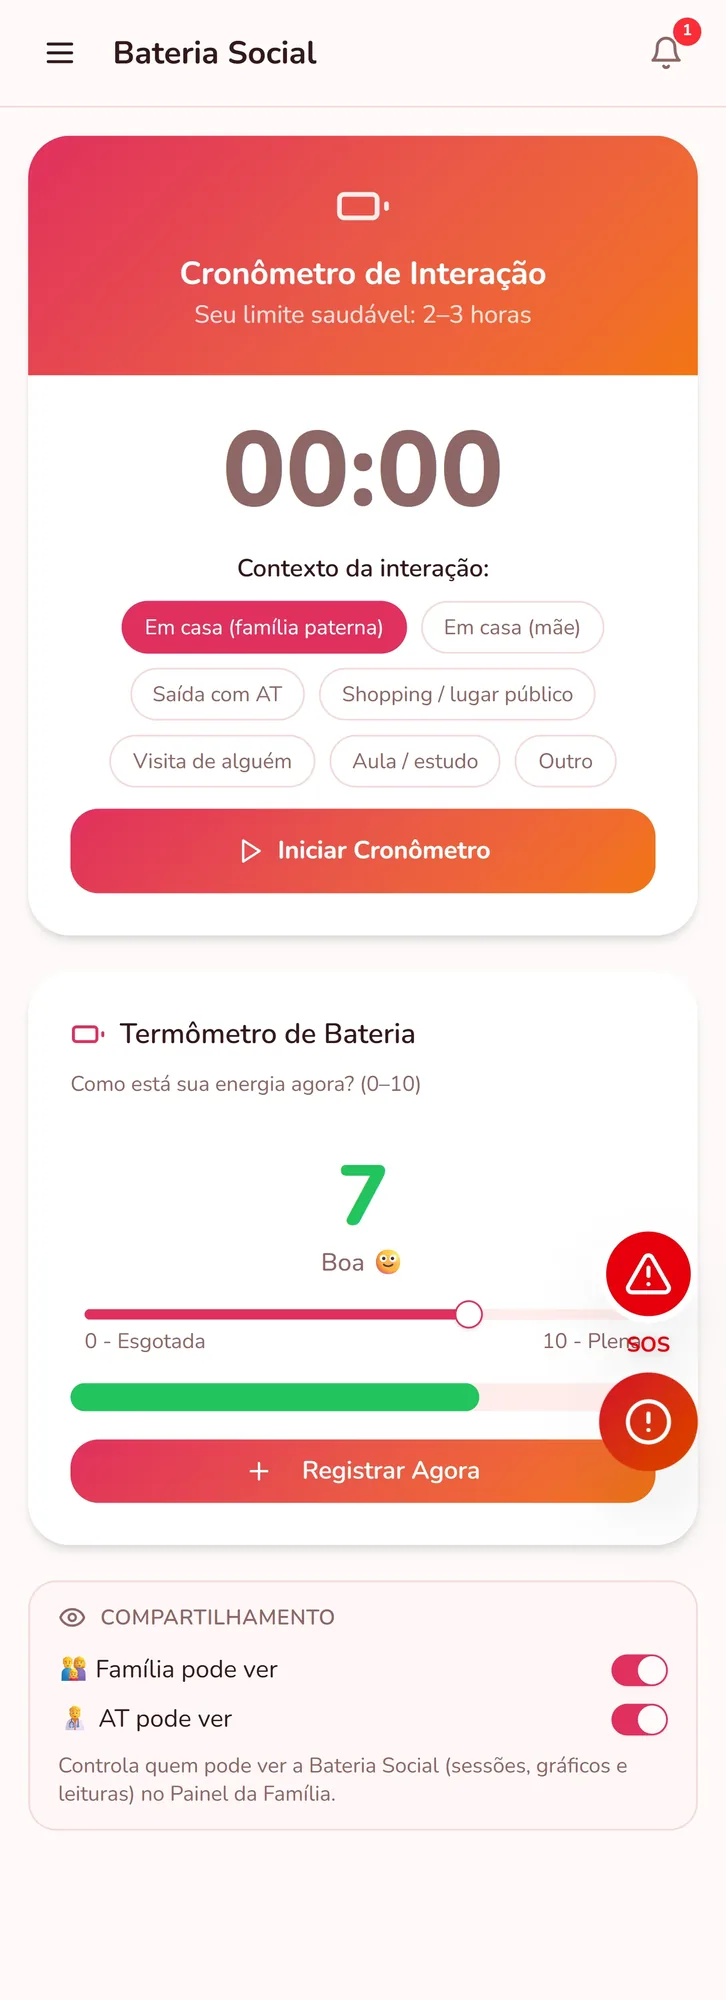 Bateria Social
1
Cronômetro de Interação
Seu limite saudável: 2–3 horas
00:00
Contexto da interação:
Em casa (família paterna)
Em casa (mãe)
Saída com AT
Shopping / lugar público
Visita de alguém
Aula / estudo
Outro
Iniciar Cronômetro
Termômetro de Bateria
Como está sua energia agora? (0–10)
7
Boa
0 - Esgotada
10 - Plena
SOS
Registrar Agora
COMPARTILHAMENTO
Família pode ver
AT pode ver
Controla quem pode ver a Bateria Social (sessões, gráficos e
leituras) no Painel da Família.